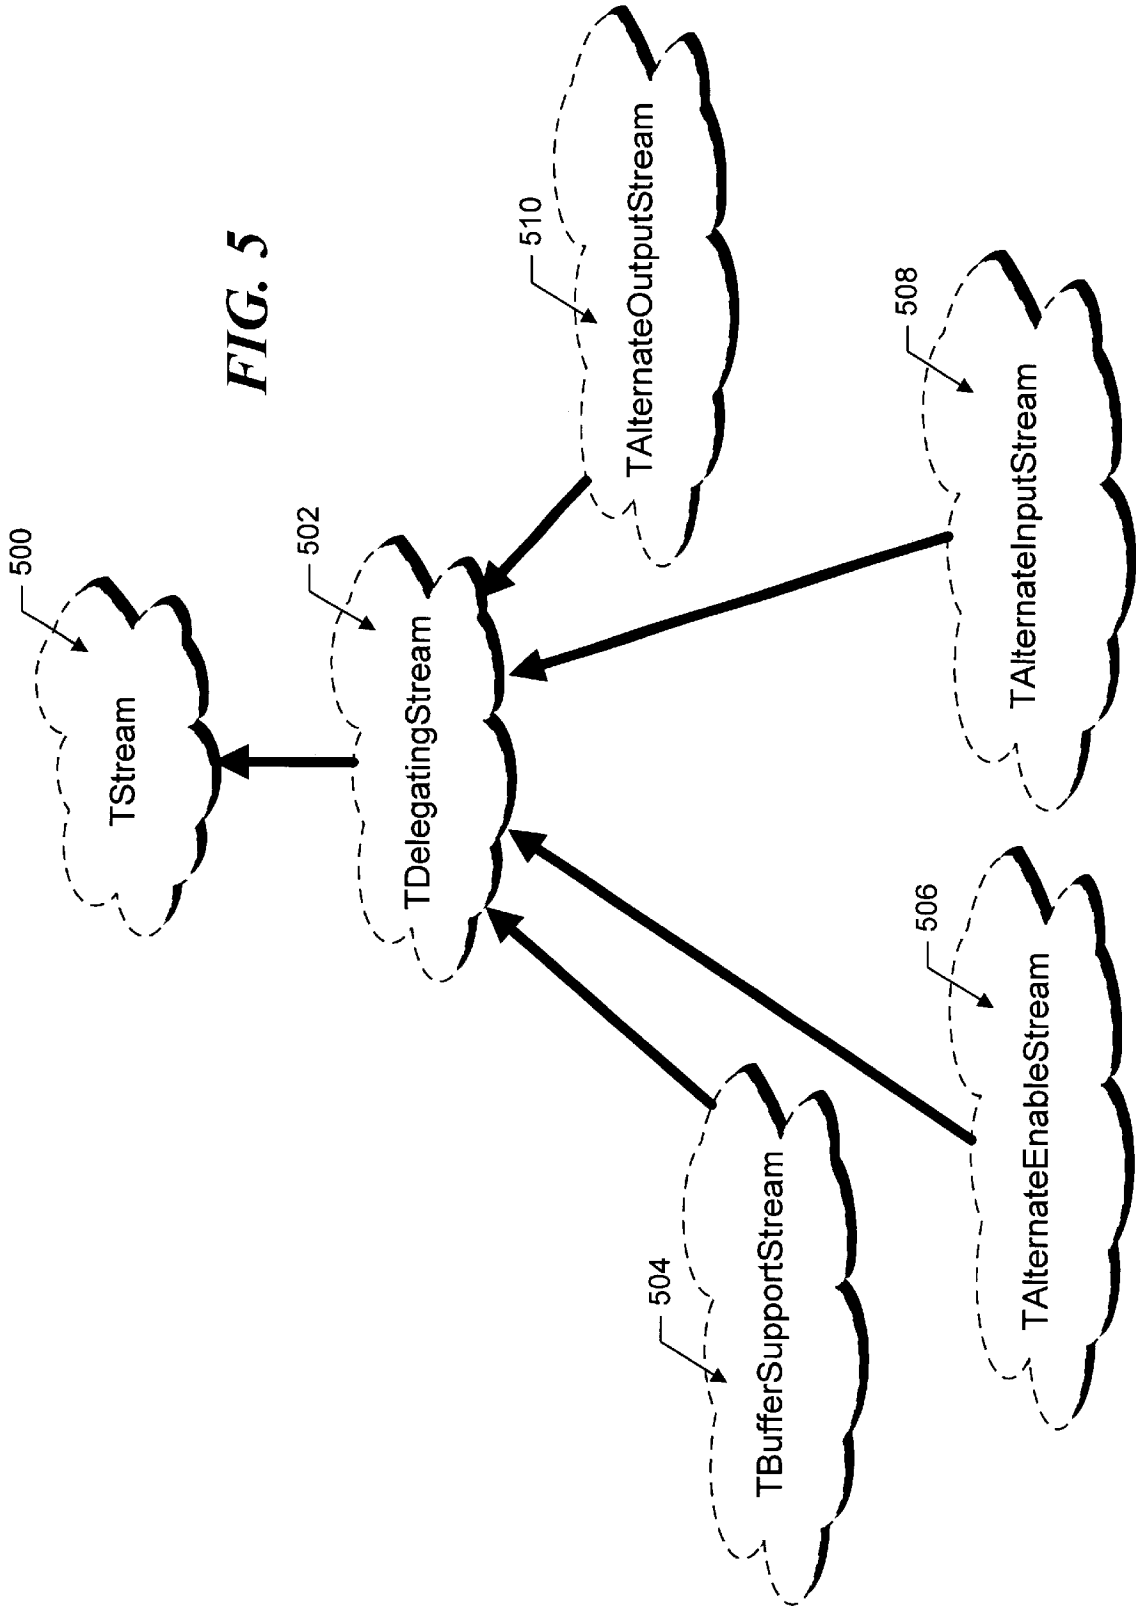 FIG. 5
500
TStream
502
TDelegatingStream
504
TBufferSupportStream
510
TAlternateOutputStream
506
TAlternateEnableStream
508
TAlternateInputStream